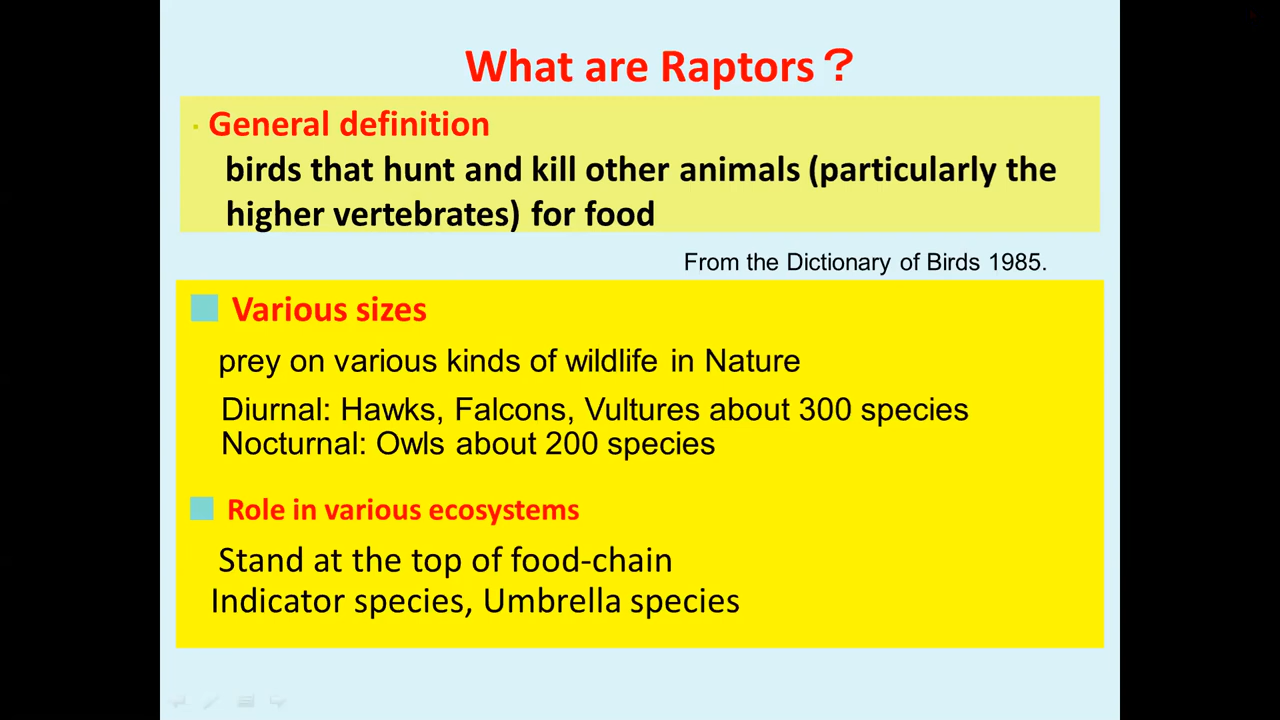 What are Raptors？
· General definition
birds that hunt and kill other animals (particularly the
higher vertebrates) for food
From the Dictionary of Birds 1985.
Various sizes
prey on various kinds of wildlife in Nature
Diurnal: Hawks, Falcons, Vultures about 300 species
Nocturnal: Owls about 200 species
Role in various ecosystems
Stand at the top of food-chain
Indicator species, Umbrella species